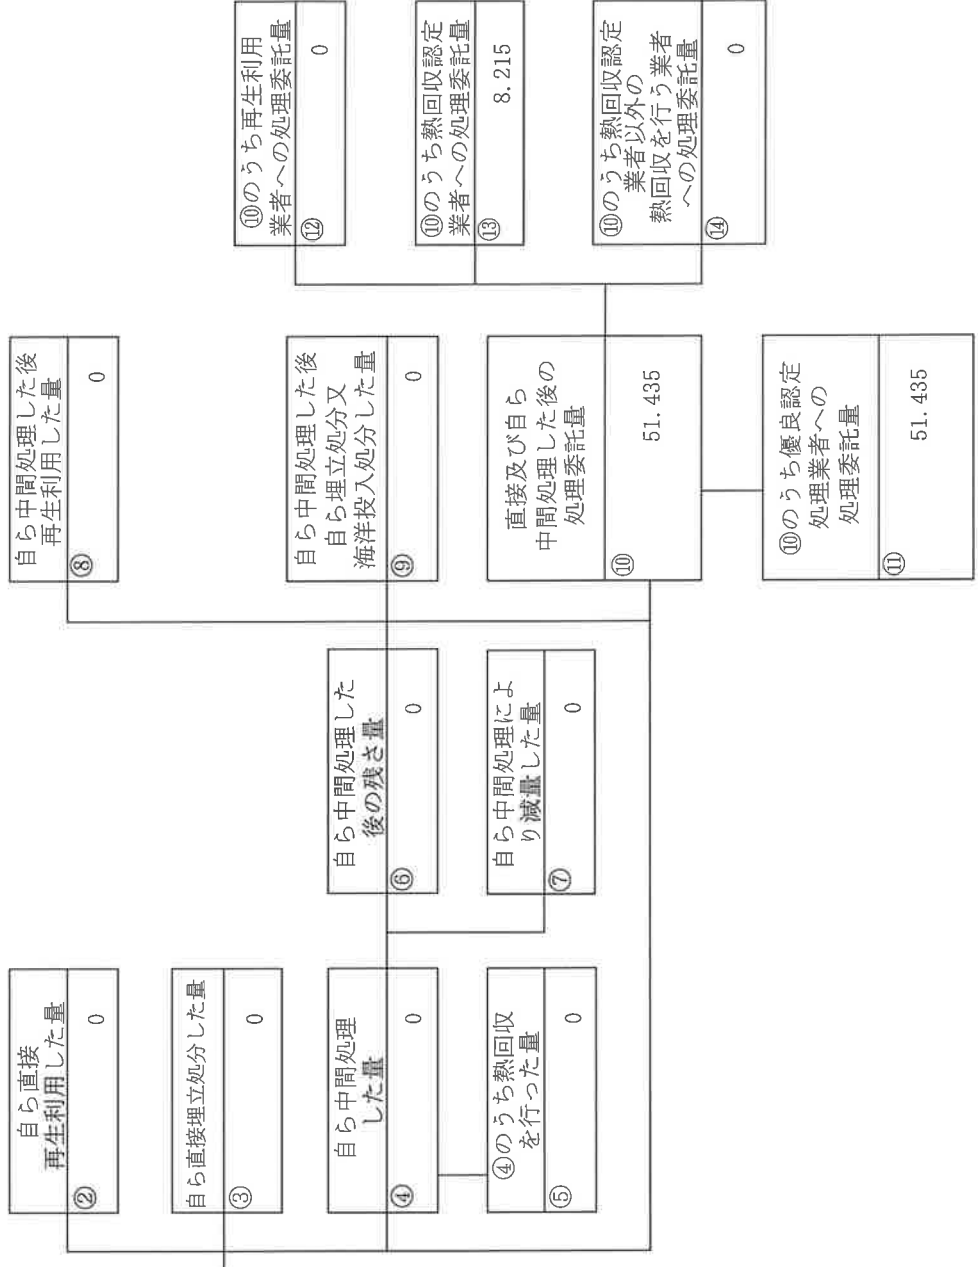 自ら直接
再生利用した量
② 0
自ら直接埋立処分した量
③ 0
自ら中間処理
した量
④ 0
④のうち熱回収
を行った量
⑤ 0
自ら中間処理した
後の残さ量
⑥ 0
自ら中間処理によ
り減量した量
⑦ 0
自ら中間処理した後
再生利用した量
⑧ 0
自ら中間処理した後
自ら埋立処分又
海洋投入処分した量
⑨ 0
直接及び自ら
中間処理した後の
処理委託量
⑩ 51.435
⑩のうち優良認定
処理業者への
処理委託量
⑪ 51.435
⑩のうち再生利用
業者への処理委託量
⑫ 0
⑩のうち熱回収認定
業者への処理委託量
⑬ 8.215
⑩のうち熱回収認定
業者以外の
熱回収を行う業者
への処理委託量
⑭ 0